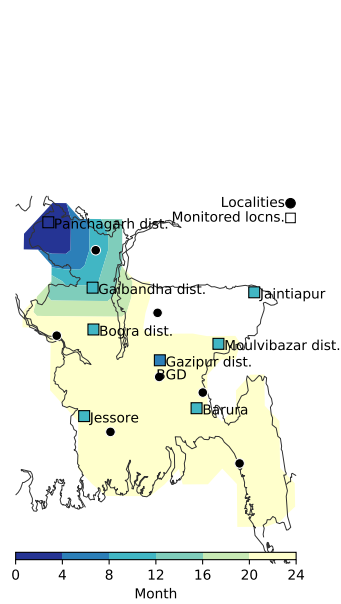 Localities
Monitored locns.
Panchagarh dist.
Gaibandha dist.
Jaintiapur
Bogra dist.
Moulvibazar dist.
Gazipur dist.
BGD
Barura
Jessore
0 4 8 12 16 20 24
Month